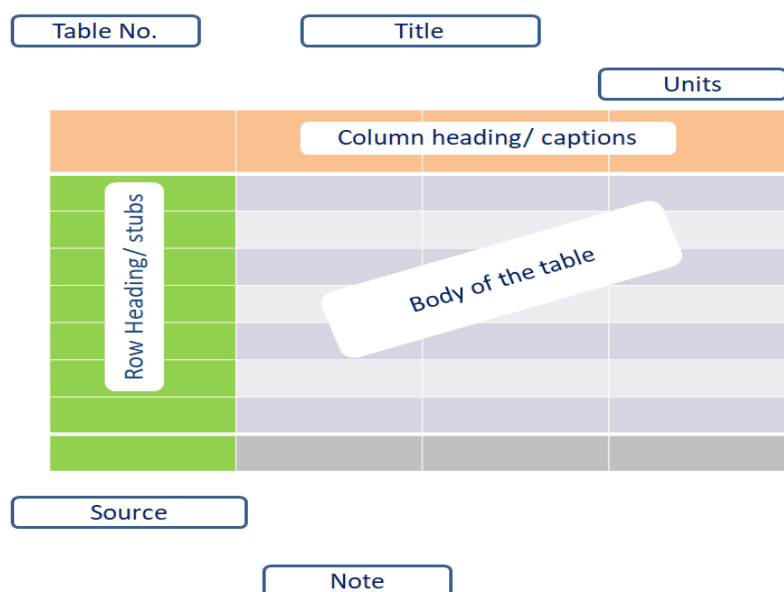 Table No.
Title
Units
Column heading/ captions
Row Heading/ stubs
Body of the table
Source
Note